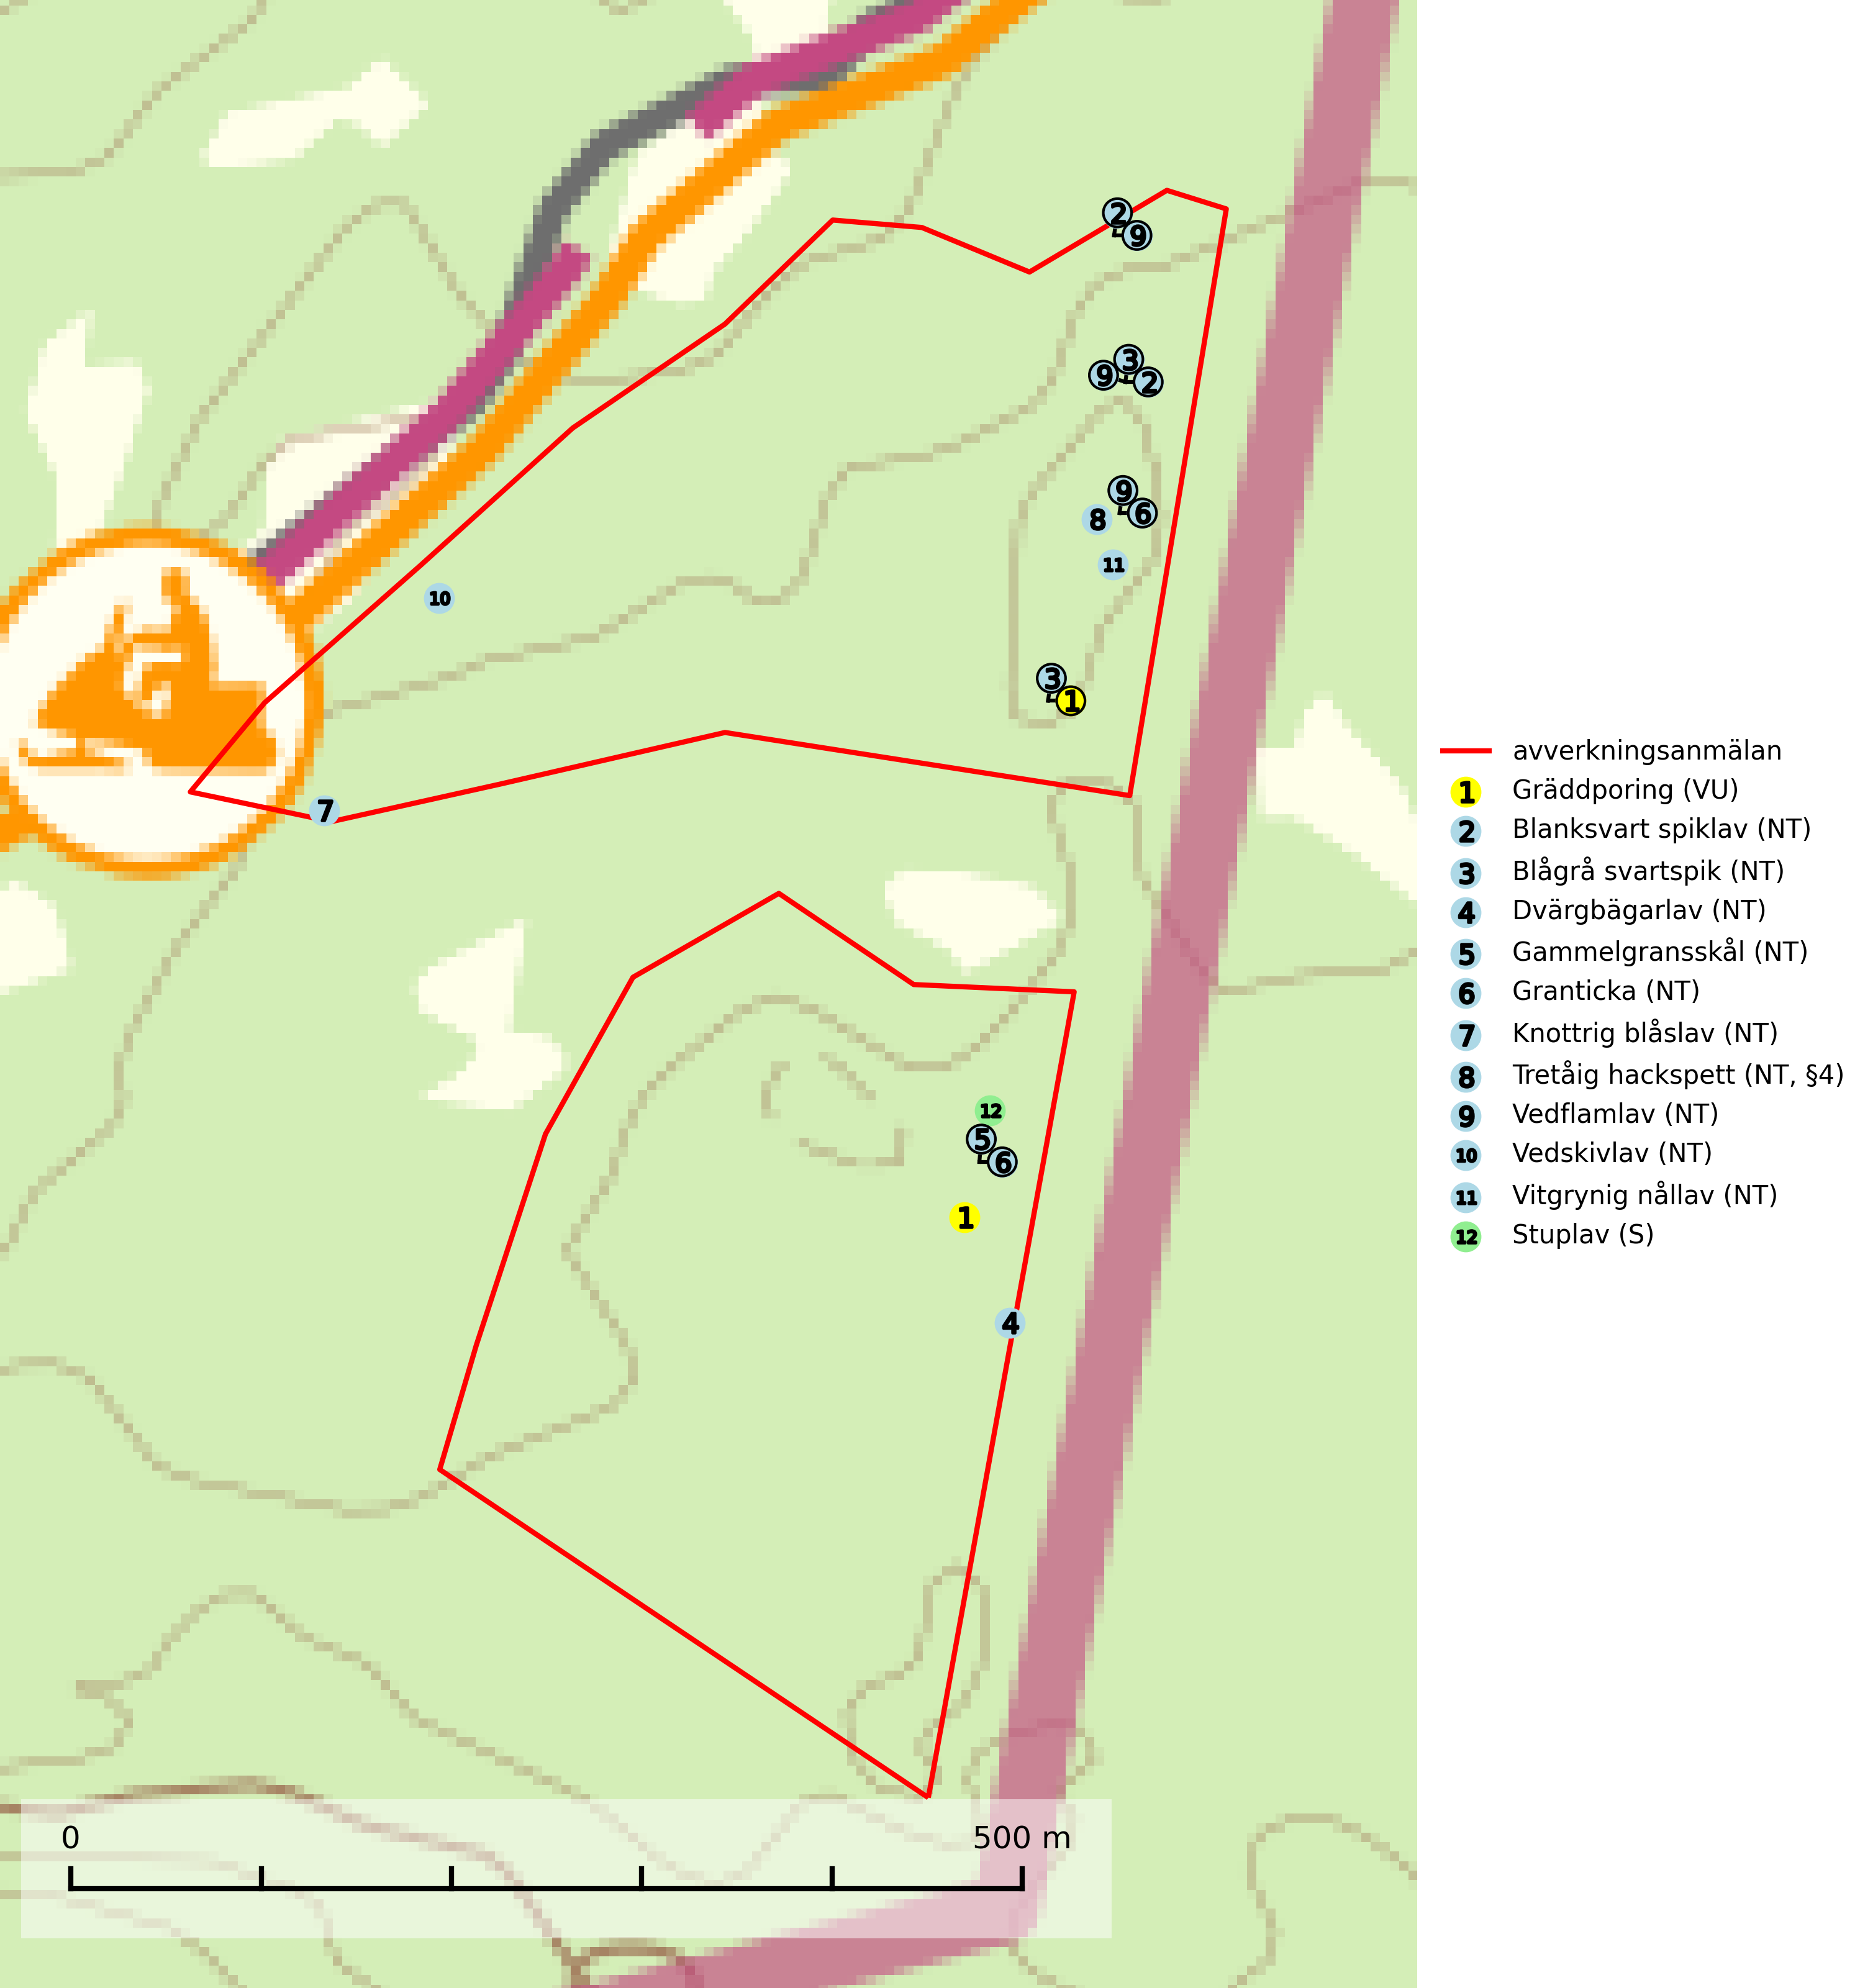 2
9
3
9
2
9
8
6
11
10
3
1
7
12
5
6
1
4
0 500 m
avverkningsanmälan
1 Gräddporing (VU)
2 Blanksvart spiklav (NT)
3 Blågrå svartspik (NT)
4 Dvärgbägarlav (NT)
5 Gammelgransskål (NT)
6 Granticka (NT)
7 Knottrig blåslav (NT)
8 Tretåig hackspett (NT, §4)
9 Vedflamlav (NT)
10 Vedskivlav (NT)
11 Vitgrynig nållav (NT)
12 Stuplav (S)